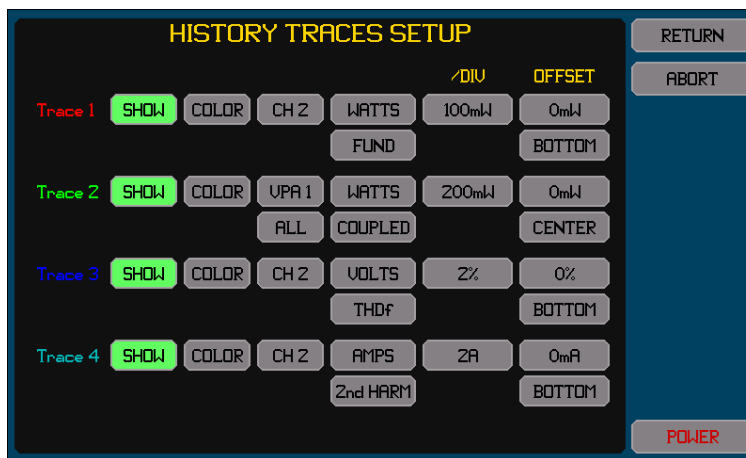 HISTORY TRACES SETUP
RETURN
/DIV OFFSET
ABORT
Trace 1 SHOW COLOR CH 2 WATTS 100mW 0mW
FUND BOTTOM
Trace 2 SHOW COLOR VPA 1 WATTS 200mW 0mW
ALL COUPLED CENTER
Trace 3 SHOW COLOR CH 2 VOLTS 2% 0%
THDf BOTTOM
Trace 4 SHOW COLOR CH 2 AMPS 2A 0mA
2nd HARM BOTTOM
POWER